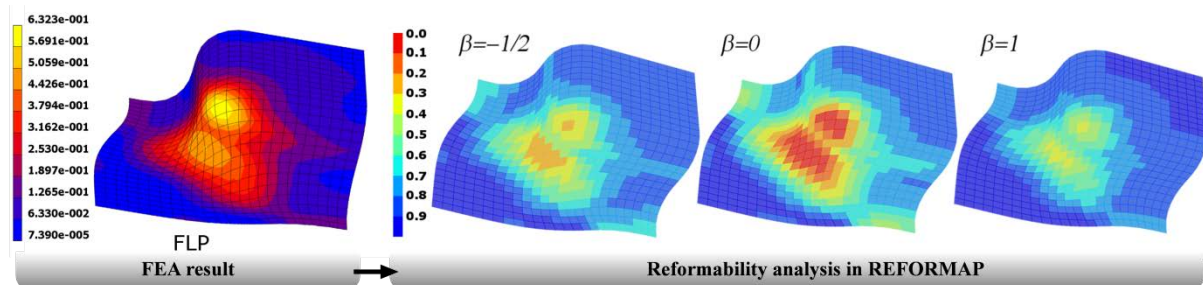 6.323e-001
5.691e-001
5.059e-001
4.426e-001
3.794e-001
3.162e-001
2.530e-001
1.897e-001
1.265e-001
6.330e-002
7.390e-005
FLP
FEA result
0.0
0.1
0.2
0.3
0.4
0.5
0.6
0.7
0.8
0.9
β=–1/2
β=0
β=1
Reformability analysis in REFORMAP